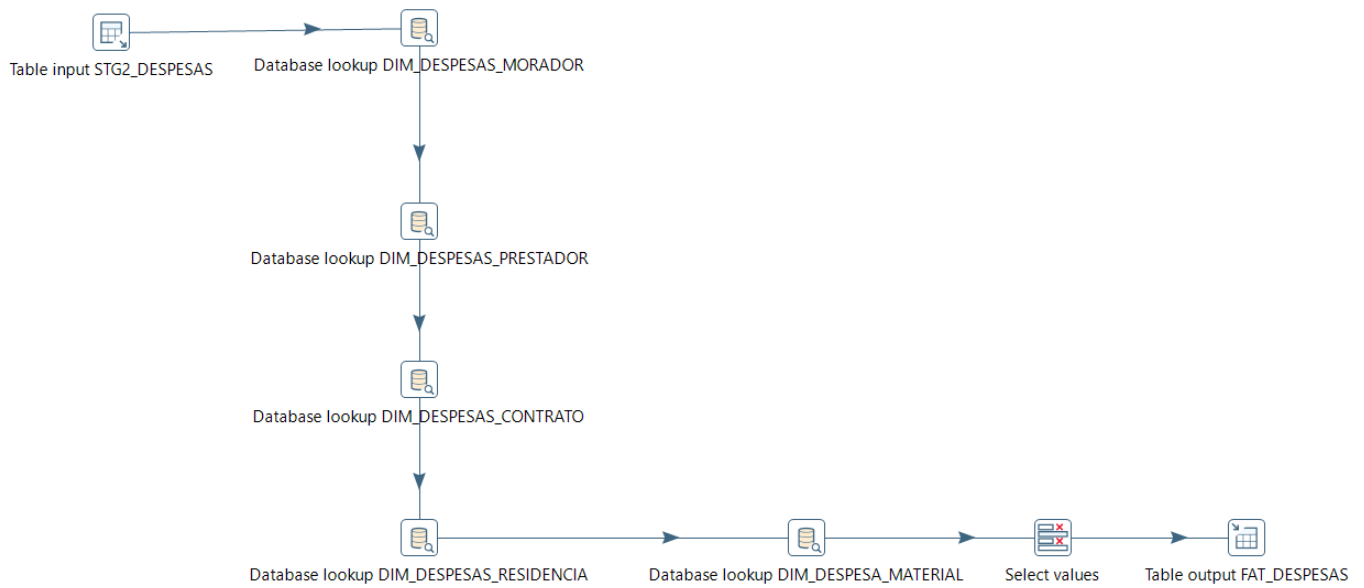 Table input STG2_DESPESAS
Database lookup DIM_DESPESAS_MORADOR
Database lookup DIM_DESPESAS_PRESTADOR
Database lookup DIM_DESPESAS_CONTRATO
Database lookup DIM_DESPESAS_RESIDENCIA
Database lookup DIM_DESPESA_MATERIAL
Select values
Table output FAT_DESPESAS